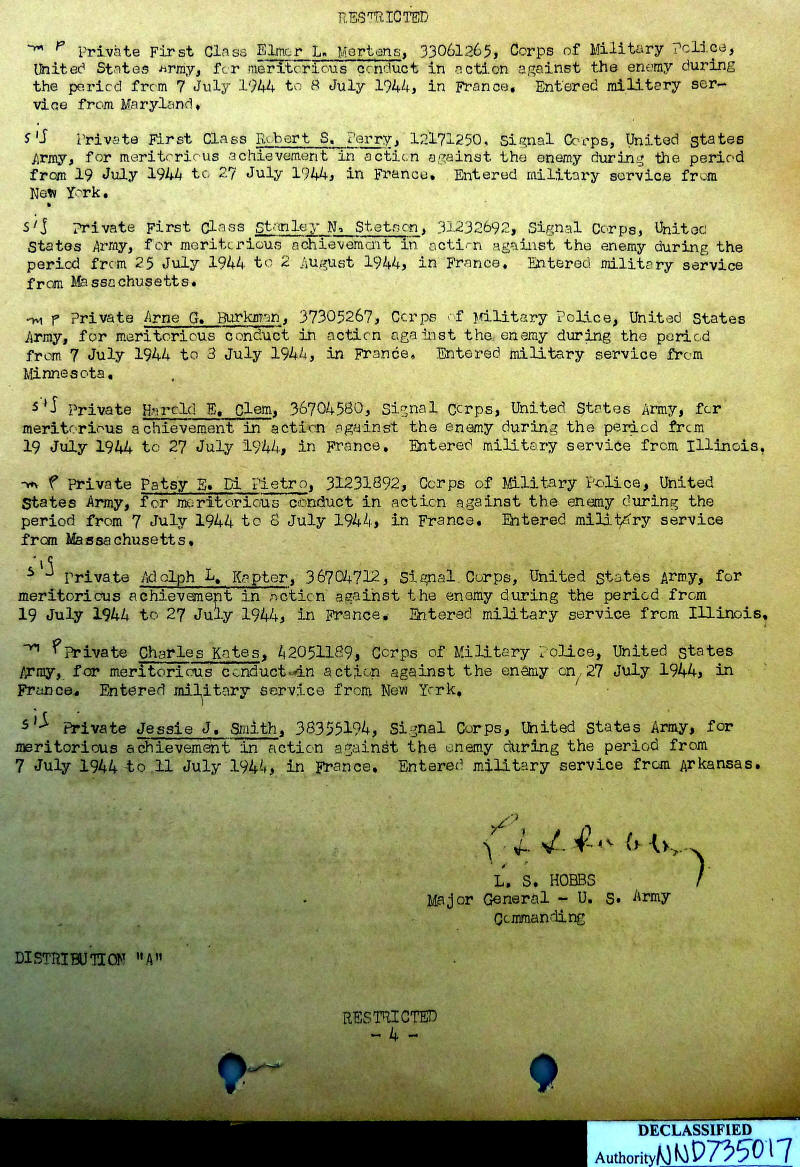 RESTRICTED
m p Private First Class Elmer L. Mertens, 33061265, Corps of Military Police,
United States Army, for meritorious conduct in action against the enemy during
the period from 7 July 1944 to 8 July 1944, in France. Entered military ser-
vice from Maryland.
Private First Class Robert S. Perry, 12171250, Signal Corps, United States
Army, for meritorious achievement in action against the enemy during the period
from 19 July 1944 to 27 July 1944, in France. Entered military service from
New York.
Private First Class Stanley N. Stetson, 31232692, Signal Corps, United
States Army, for meritorious achievement in action against the enemy during the
period from 25 July 1944 to 2 August 1944, in France. Entered military service
from Massachusetts.
m p Private Arne G. Burkman, 37305267, Corps of Military Police, United States
Army, for meritorious conduct in action against the enemy during the period
from 7 July 1944 to 8 July 1944, in France. Entered military service from
Minnesota.
Private Harold E. Clem, 36704580, Signal Corps, United States Army, for
meritorious achievement in action against the enemy during the period from
19 July 1944 to 27 July 1944, in France. Entered military service from Illinois.
m p Private Patsy E. Di Pietro, 31231892, Corps of Military Police, United
States Army, for meritorious conduct in action against the enemy during the
period from 7 July 1944 to 8 July 1944, in France. Entered military service
from Massachusetts.
Private Adolph L. Kapter, 36704712, Signal Corps, United States Army, for
meritorious achievement in action against the enemy during the period from
19 July 1944 to 27 July 1944, in France. Entered military service from Illinois.
m p Private Charles Kates, 42051189, Corps of Military Police, United States
Army, for meritorious conduct in action against the enemy on 27 July 1944, in
France. Entered military service from New York.
Private Jessie J. Smith, 38355194, Signal Corps, United States Army, for
meritorious achievement in action against the enemy during the period from
7 July 1944 to 11 July 1944, in France. Entered military service from Arkansas.
L. S. HOBBS
Major General - U. S. Army
Commanding
DISTRIBUTION "A"
RESTRICTED
- 4 -
DECLASSIFIED
Authority NND735017